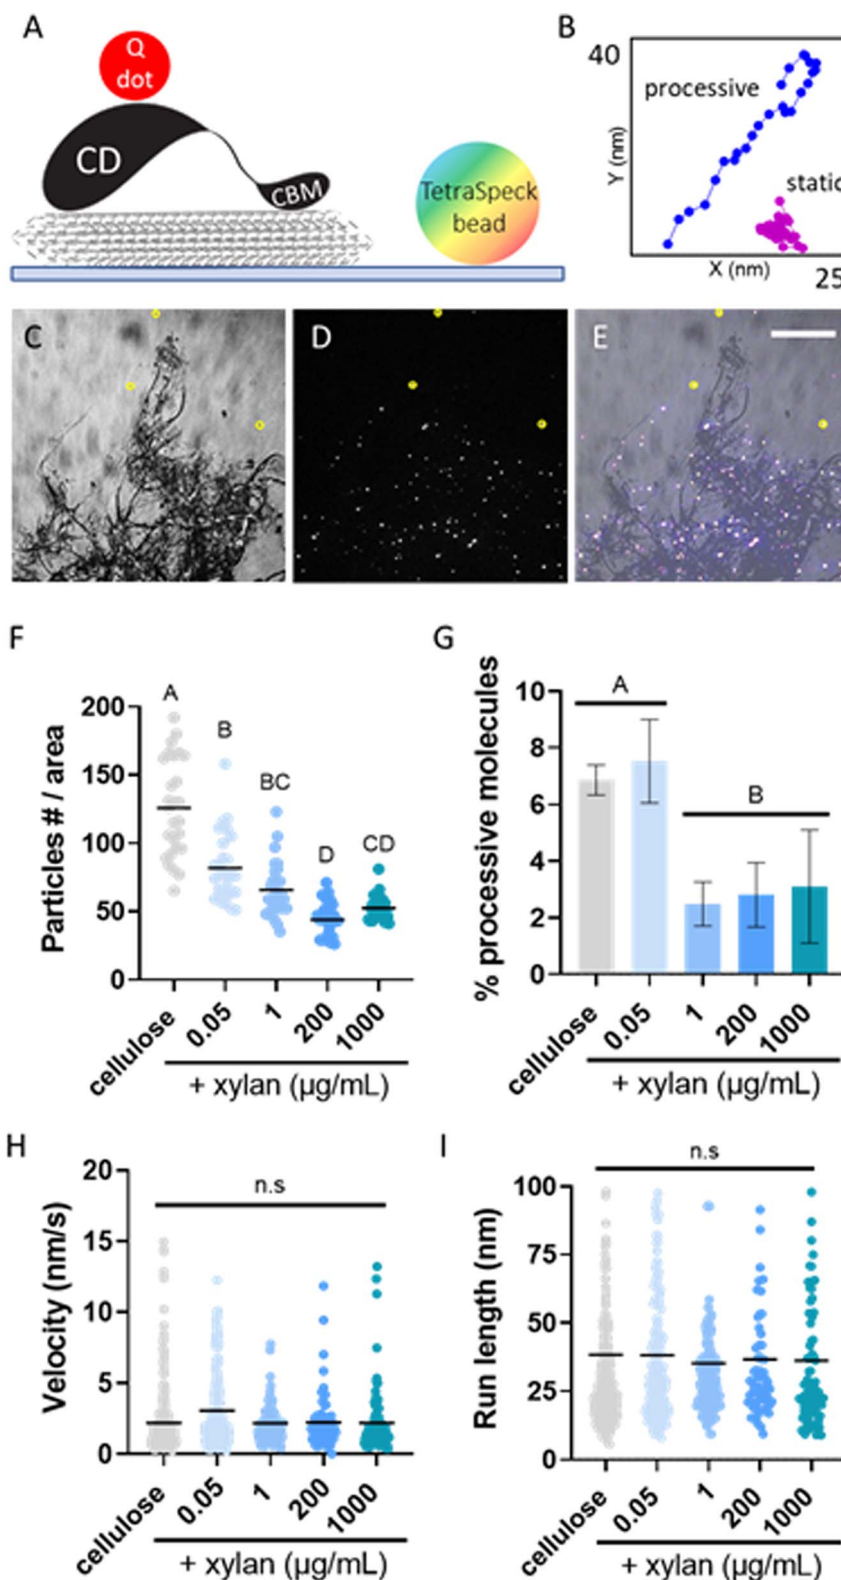 A
Q
dot
CD
CBM
TetraSpeck
bead
B
40
processive
Y (nm)
static
X (nm)
25
C
D
E
F
Particles # / area
200
150
100
50
0
A
B
BC
D
CD
cellulose
0.05
1
200
1000
+ xylan (µg/mL)
G
% processive molecules
10
8
6
4
2
0
A
B
cellulose
0.05
1
200
1000
+ xylan (µg/mL)
H
Velocity (nm/s)
20
15
10
5
0
n.s
cellulose
0.05
1
200
1000
+ xylan (µg/mL)
I
Run length (nm)
100
75
50
25
0
n.s
cellulose
0.05
1
200
1000
+ xylan (µg/mL)